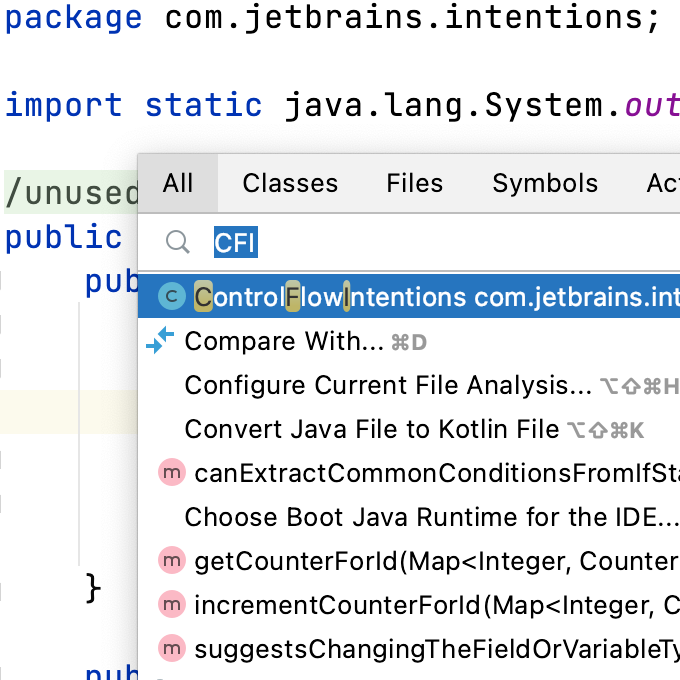 package com.jetbrains.intentions;
import static java.lang.System.out
/unused
All Classes Files Symbols Act
public
CFI
pub
C ControlFlowIntentions com.jetbrains.int
Compare With... ⌘D
Configure Current File Analysis... ⌥⇧⌘H
Convert Java File to Kotlin File ⌥⇧⌘K
m canExtractCommonConditionsFromIfSta
Choose Boot Java Runtime for the IDE...
m getCounterForId(Map<Integer, Counter
}
m incrementCounterForId(Map<Integer, C
m suggestsChangingTheFieldOrVariableTy
pub